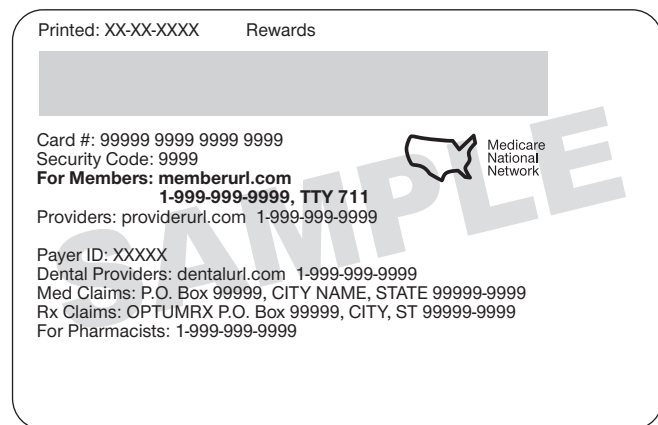 Printed: XX-XX-XXXX Rewards
Card #: 99999 9999 9999 9999
Security Code: 9999
For Members: memberurl.com
1-999-999-9999, TTY 711
Providers: providerurl.com 1-999-999-9999
Medicare
National
Network
Payer ID: XXXXX
Dental Providers: dentalurl.com 1-999-999-9999
Med Claims: P.O. Box 99999, CITY NAME, STATE 99999-9999
Rx Claims: OPTUMRX P.O. Box 99999, CITY, ST 99999-9999
For Pharmacists: 1-999-999-9999
SAMPLE